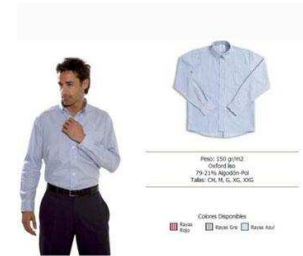 Peso: 150 gr/m2
Oxford liso
79-21% Algodón-Pol
Tallas: CH, M, G, XG, XXG
Colores Disponibles
Rayas Rojo
Rayas Gris
Rayas Azul